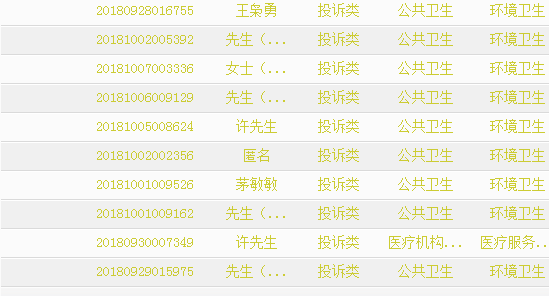 20180928016755 王枭勇 投诉类 公共卫生 环境卫生
20181002005392 先生（... 投诉类 公共卫生 环境卫生
20181007003336 女士（... 投诉类 公共卫生 环境卫生
20181006009129 先生（... 投诉类 公共卫生 环境卫生
20181005008624 许先生 投诉类 公共卫生 环境卫生
20181002002356 匿名 投诉类 公共卫生 环境卫生
20181001009526 茅敏敏 投诉类 公共卫生 环境卫生
20181001009162 先生（... 投诉类 公共卫生 环境卫生
20180930007349 许先生 投诉类 医疗机构... 医疗服务...
20180929015975 先生（... 投诉类 公共卫生 环境卫生